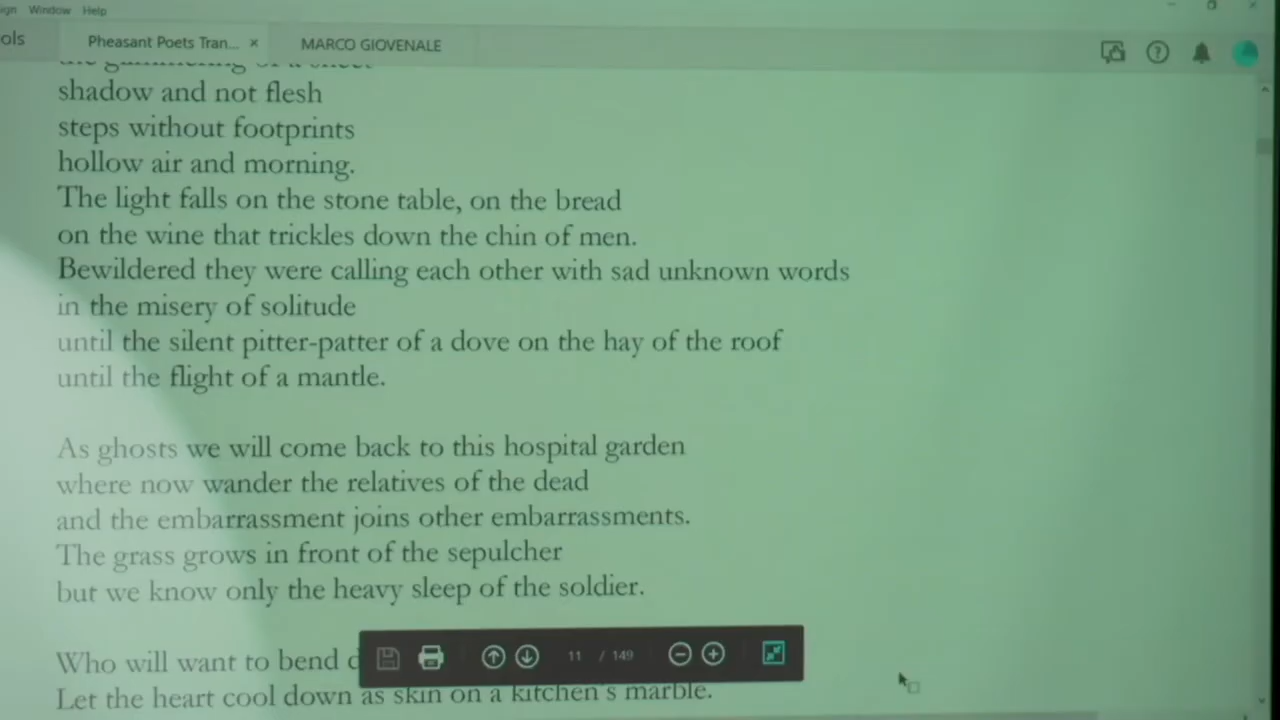 Window Help
ols
Pheasant Poets Tran... ×
MARCO GIOVENALE
shadow and not flesh
steps without footprints
hollow air and morning.
The light falls on the stone table, on the bread
on the wine that trickles down the chin of men.
Bewildered they were calling each other with sad unknown words
in the misery of solitude
until the silent pitter-patter of a dove on the hay of the roof
until the flight of a mantle.
As ghosts we will come back to this hospital garden
where now wander the relatives of the dead
and the embarrassment joins other embarrassments.
The grass grows in front of the sepulcher
but we know only the heavy sleep of the soldier.
Who will want to bend
11 / 149
Let the heart cool down as skin on a kitchen's marble.